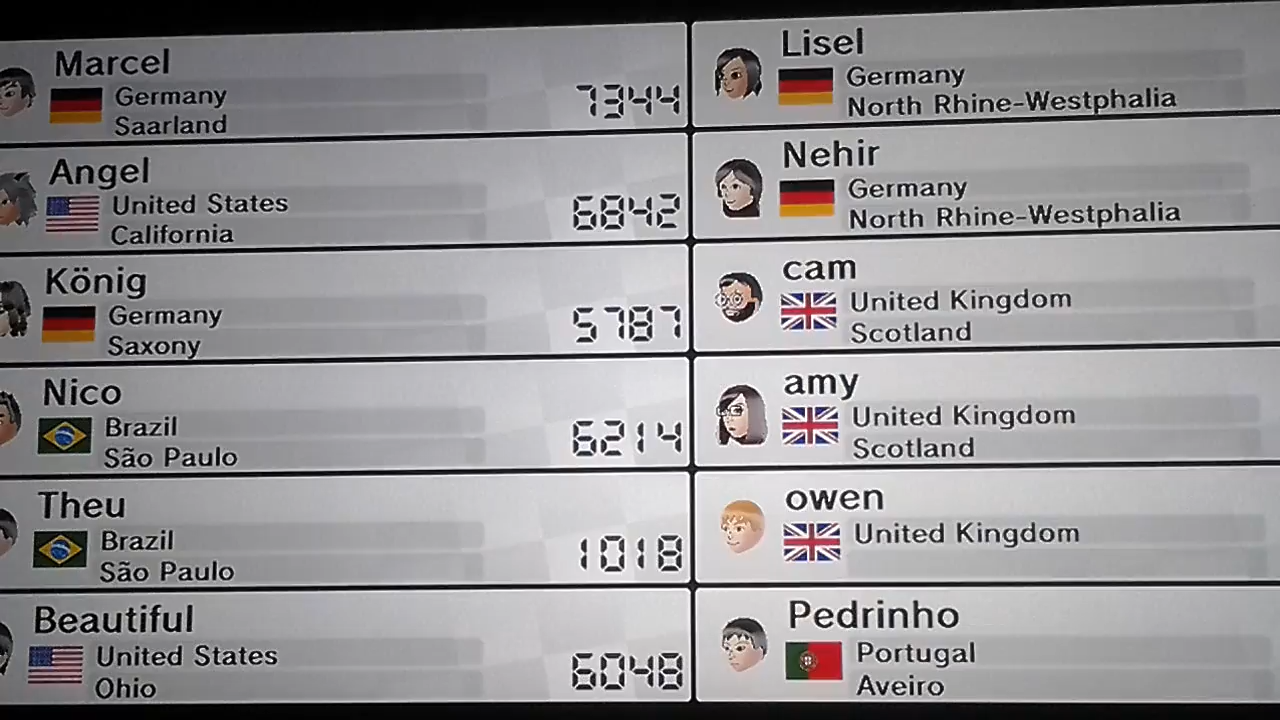 Marcel
Germany
Saarland
7344
Angel
United States
California
6842
König
Germany
Saxony
5787
Nico
Brazil
São Paulo
6214
Theu
Brazil
São Paulo
1018
Beautiful
United States
Ohio
6048
Lisel
Germany
North Rhine-Westphalia
Nehir
Germany
North Rhine-Westphalia
cam
United Kingdom
Scotland
amy
United Kingdom
Scotland
owen
United Kingdom
Pedrinho
Portugal
Aveiro